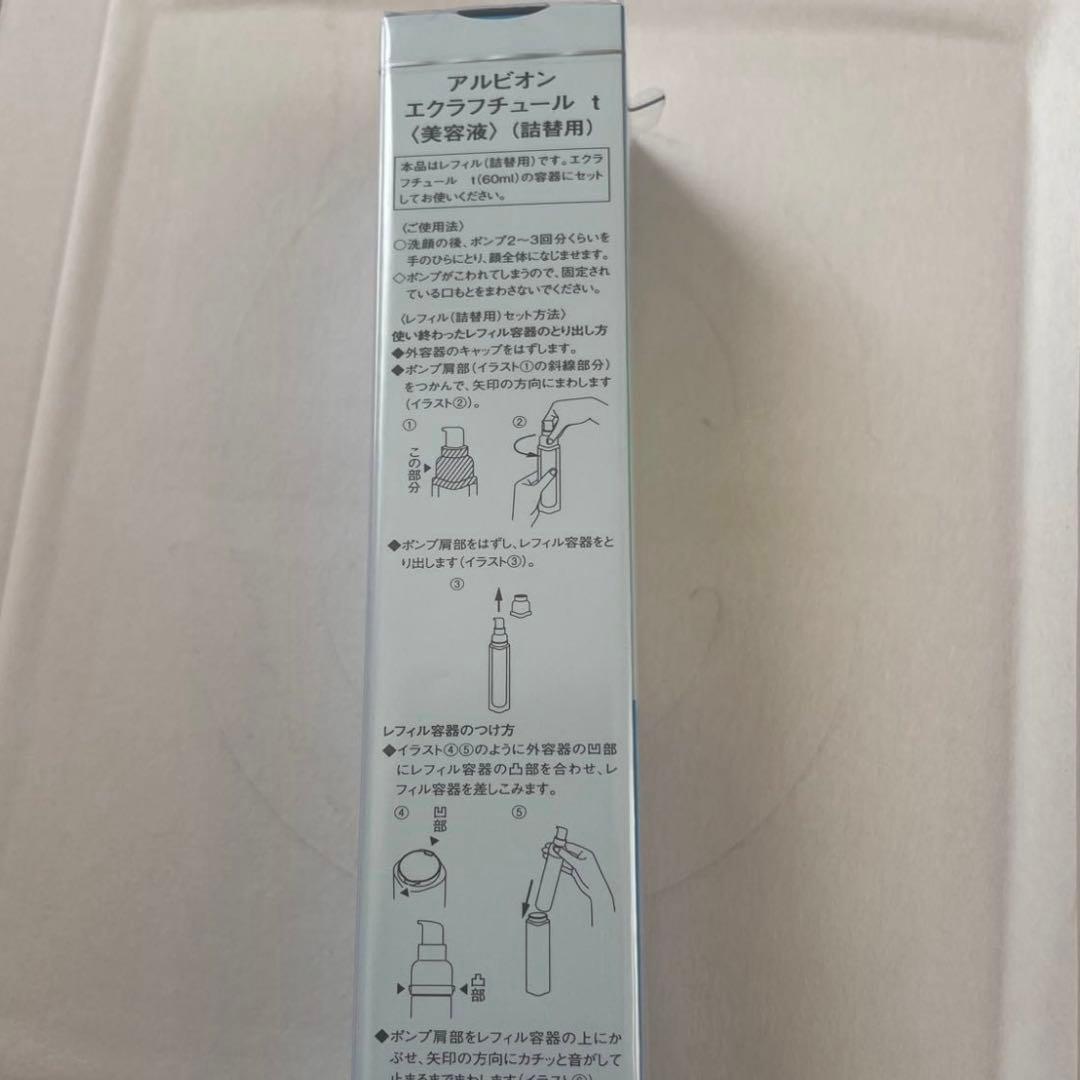 アルビオン
エクラフチュール t
〈美容液〉(詰替用)
本品はレフィル(詰替用)です。エクラ
フチュール t(60ml)の容器にセット
してお使いください。
〈ご使用法〉
○洗顔の後、ポンプ2〜3回分くらいを
手のひらにとり、顔全体になじませます。
◇ポンプがこわれてしまうので、固定され
ている口もとをまわさないでください。
〈レフィル(詰替用)セット方法〉
使い終わったレフィル容器のとり出し方
◆外容器のキャップをはずします。
◆ポンプ肩部(イラスト①の斜線部分)
をつかんで、矢印の方向にまわします
(イラスト②)。
①
②
この部分
◆ポンプ肩部をはずし、レフィル容器をと
り出します(イラスト③)。
③
レフィル容器のつけ方
◆イラスト④⑤のように外容器の凹部
にレフィル容器の凸部を合わせ、レ
フィル容器を差しこみます。
④
凹部
⑤
凸部
◆ポンプ肩部をレフィル容器の上にか
ぶせ、矢印の方向にカチッと音がして
止まるまでまわします(イラスト